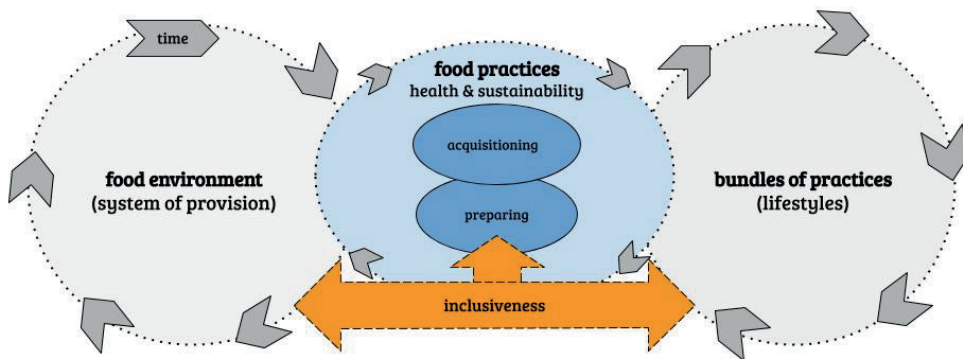 time
food practices
health & sustainability
acquisitioning
food environment
(system of provision)
preparing
bundles of practices
(lifestyles)
inclusiveness